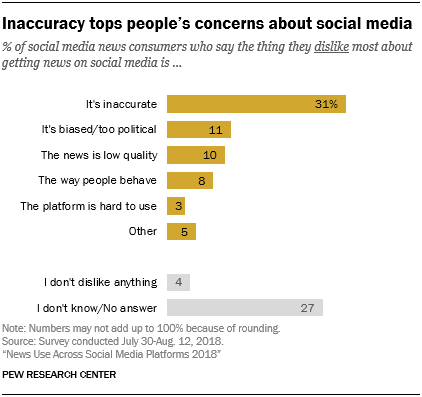 Inaccuracy tops people's concerns about social media
% of social media news consumers who say the thing they dislike most about
getting news on social media is ...
It's inaccurate 31%
It's biased/too political 11
The news is low quality 10
The way people behave 8
The platform is hard to use 3
Other 5
I don't dislike anything 4
I don't know/No answer 27
Note: Numbers may not add up to 100% because of rounding.
Source: Survey conducted July 30-Aug. 12, 2018.
"News Use Across Social Media Platforms 2018"
PEW RESEARCH CENTER